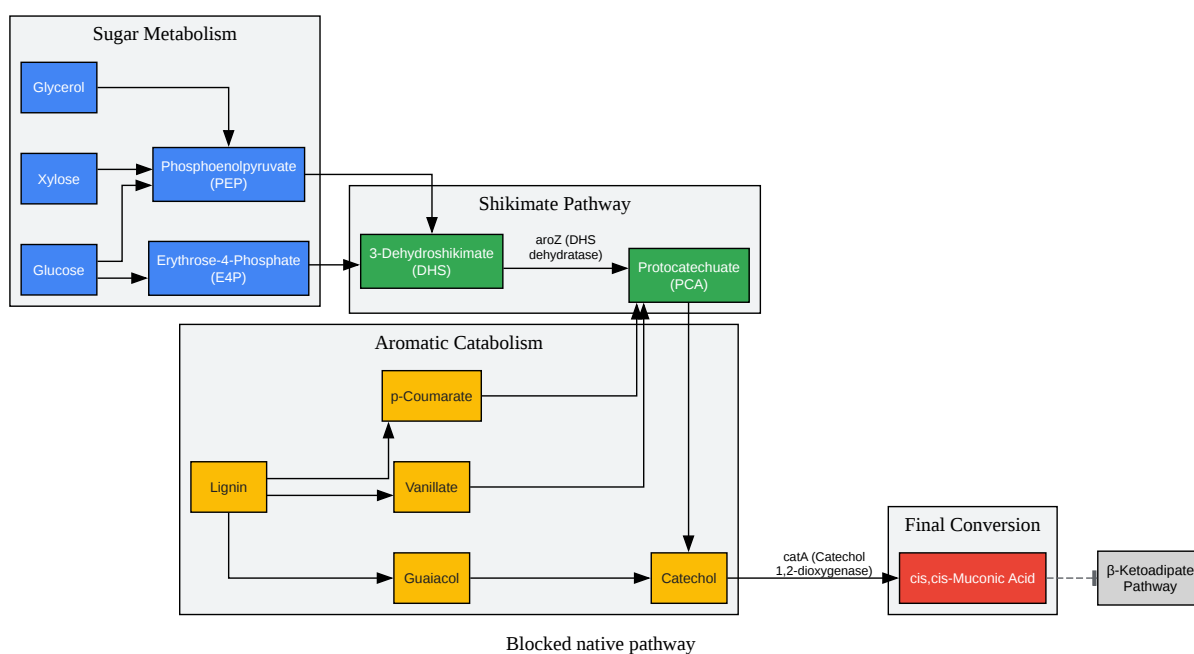 Sugar Metabolism
Glycerol
Xylose
Phosphoenolpyruvate
(PEP)
Glucose
Erythrose-4-Phosphate
(E4P)
Shikimate Pathway
3-Dehydroshikimate
(DHS)
aroZ (DHS
dehydratase)
Protocatechuate
(PCA)
Aromatic Catabolism
p-Coumarate
Lignin
Vanillate
Guaiacol
Catechol
catA (Catechol
1,2-dioxygenase)
Final Conversion
cis,cis-Muconic Acid
β-Ketoadipate
Pathway
Blocked native pathway